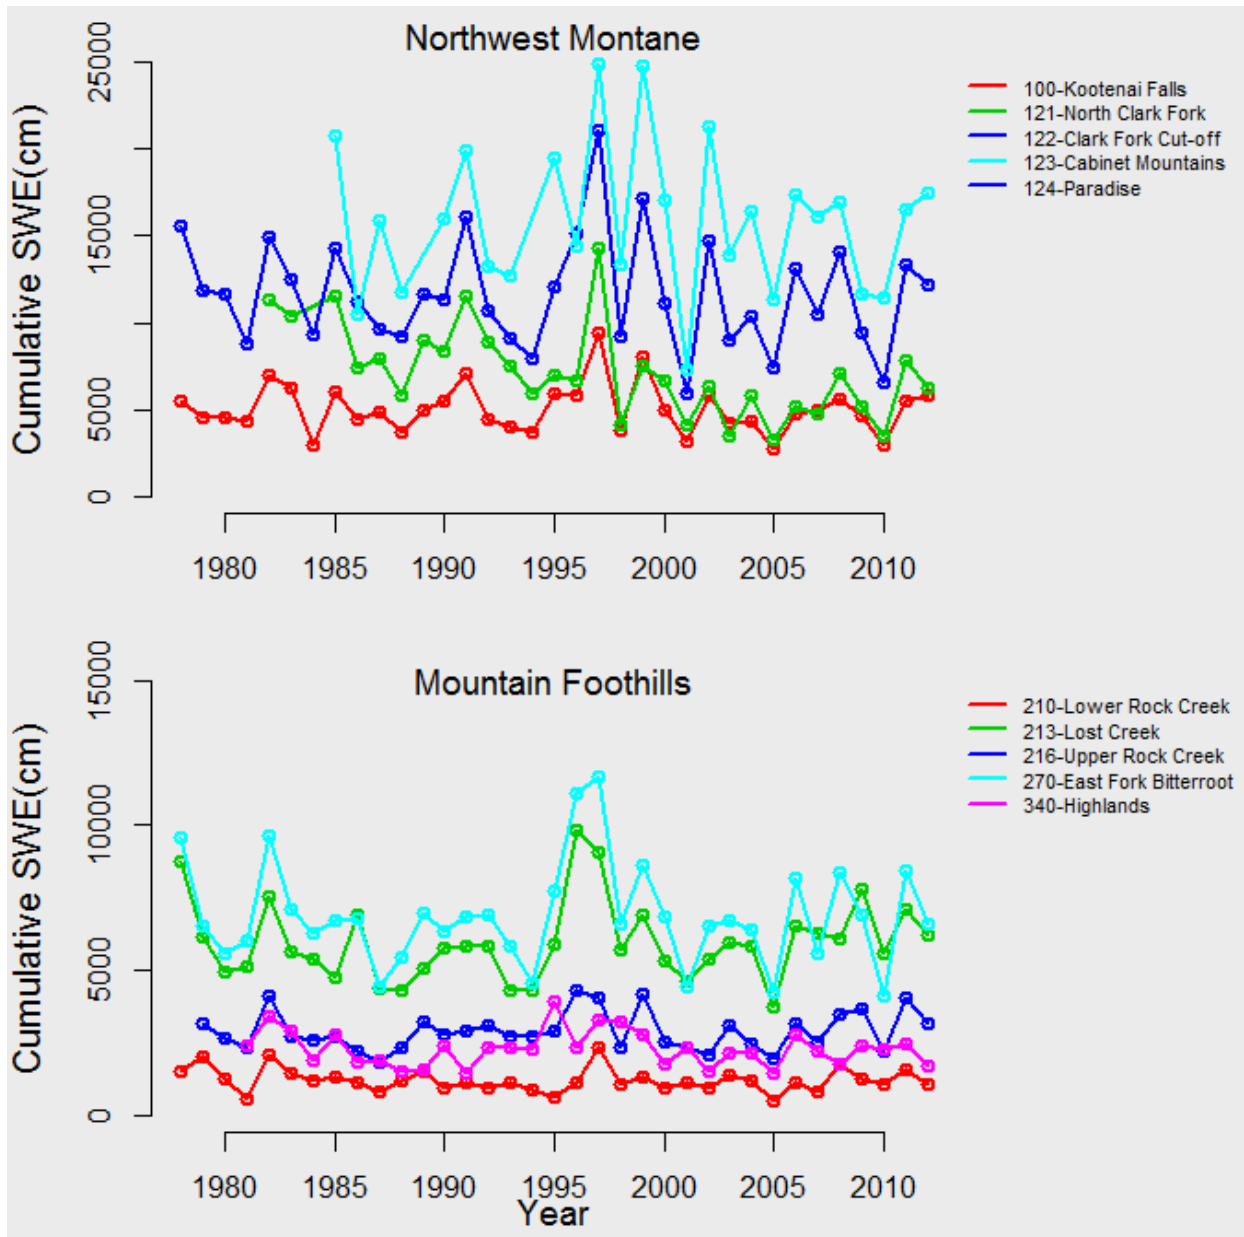 Northwest Montane
Cumulative SWE(cm)
0
5000
15000
25000
1980 1985 1990 1995 2000 2005 2010
100-Kootenai Falls
121-North Clark Fork
122-Clark Fork Cut-off
123-Cabinet Mountains
124-Paradise
Mountain Foothills
Cumulative SWE(cm)
0
5000
10000
15000
1980 1985 1990 1995 2000 2005 2010
Year
210-Lower Rock Creek
213-Lost Creek
216-Upper Rock Creek
270-East Fork Bitterroot
340-Highlands